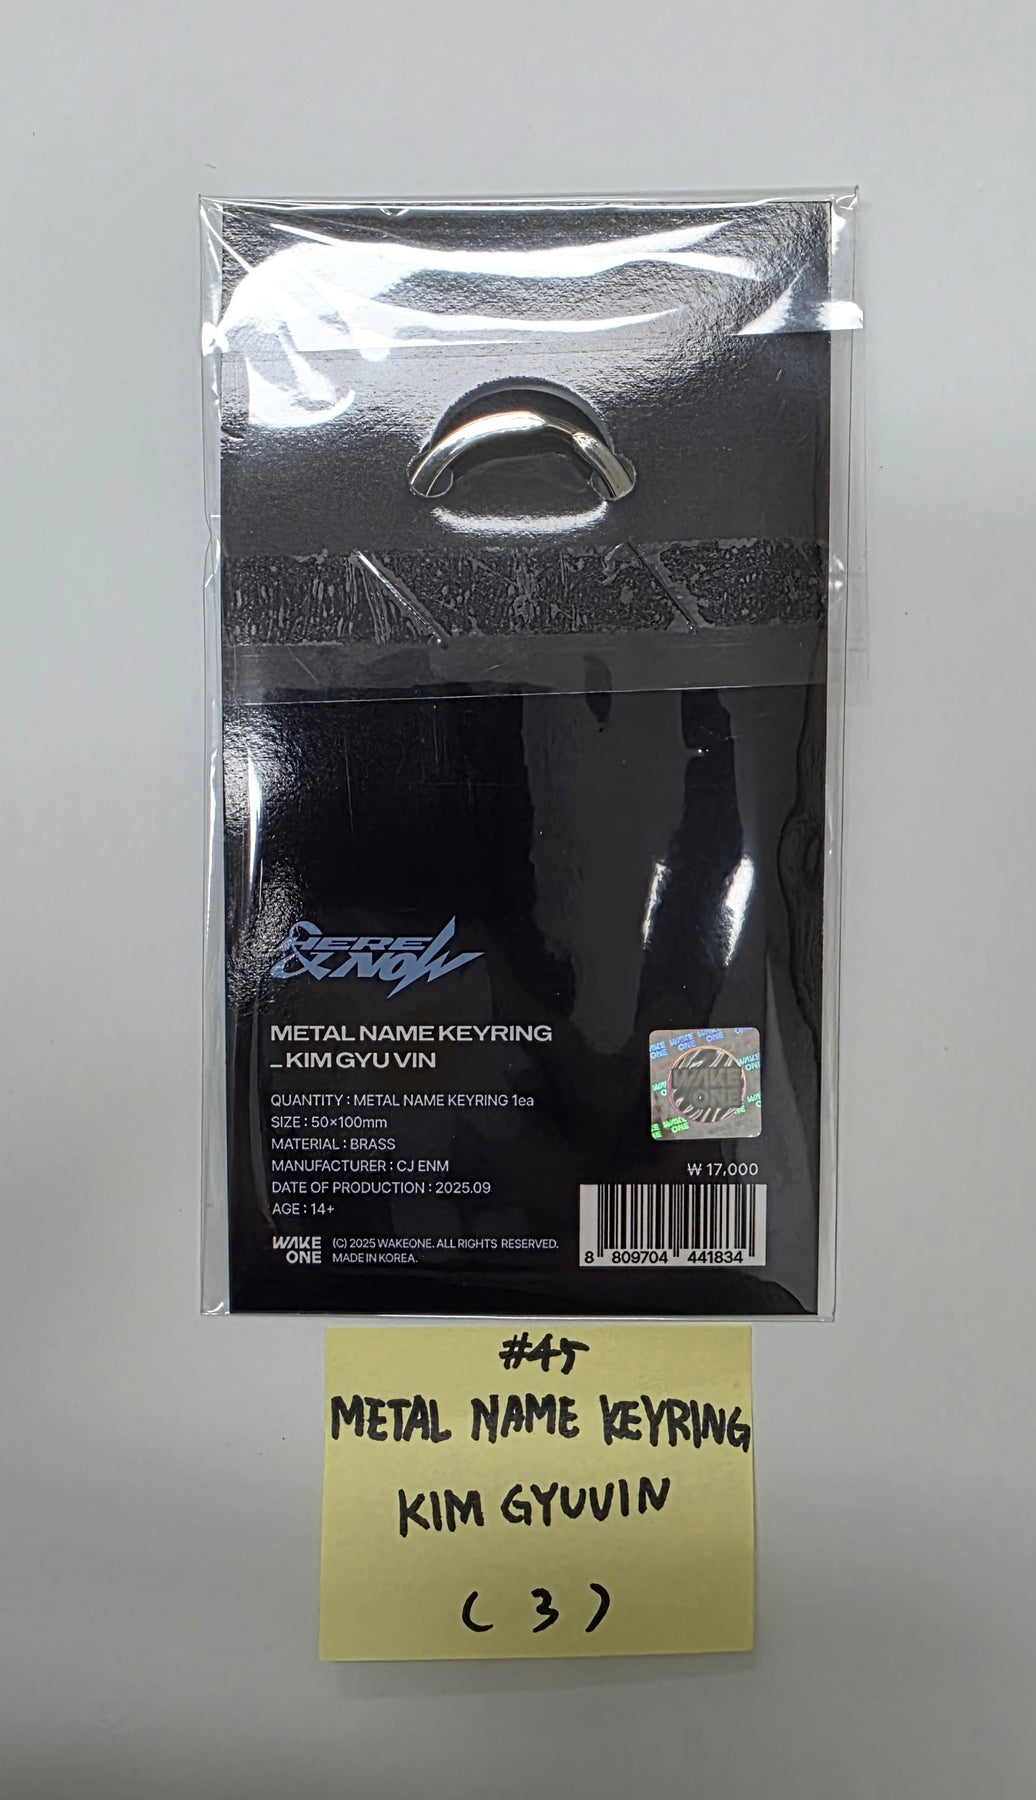 HERE
& NOW
METAL NAME KEYRING
_KIM GYU VIN
QUANTITY : METAL NAME KEYRING 1ea
SIZE : 50×100mm
MATERIAL : BRASS
MANUFACTURER : CJ ENM
DATE OF PRODUCTION : 2025.09
AGE : 14+
WAKE
ONE
(C) 2025 WAKEONE. ALL RIGHTS RESERVED.
MADE IN KOREA.
WAKE
ONE
₩ 17,000
8 809704 441834
#45
METAL NAME KEYRING
KIM GYUVIN
( 3 )